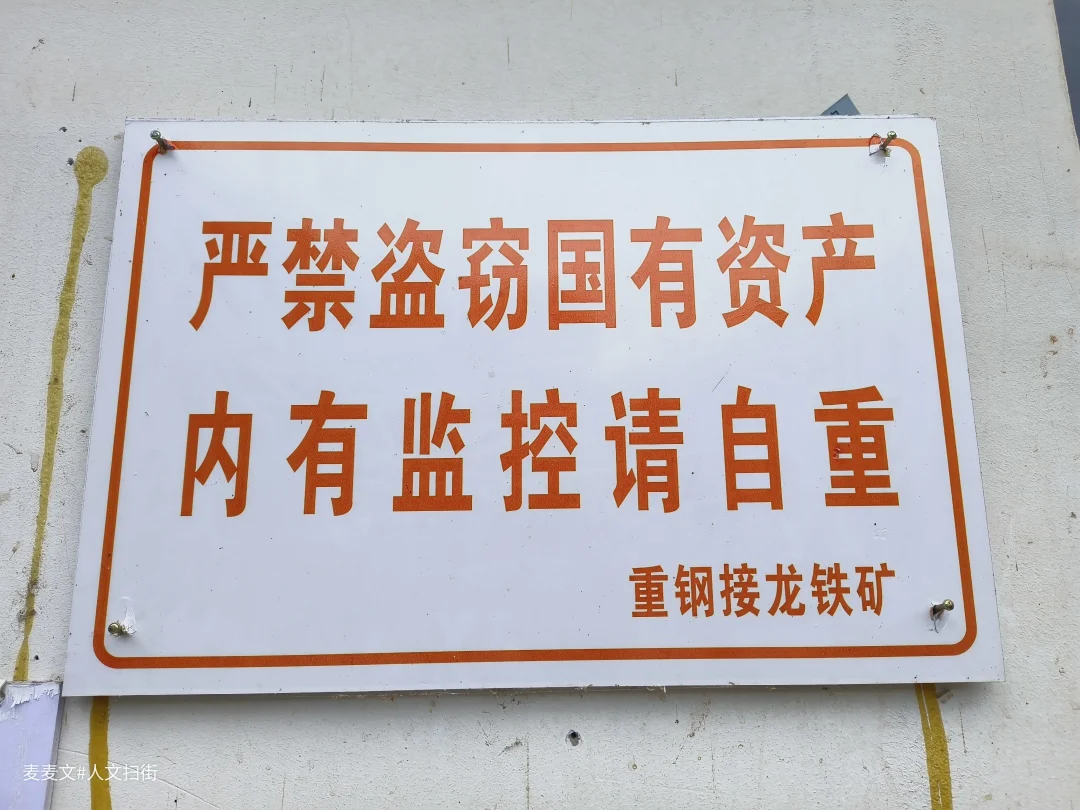 严禁盗窃国有资产
内有监控请自重
重钢接龙铁矿
麦麦文#人文扫街